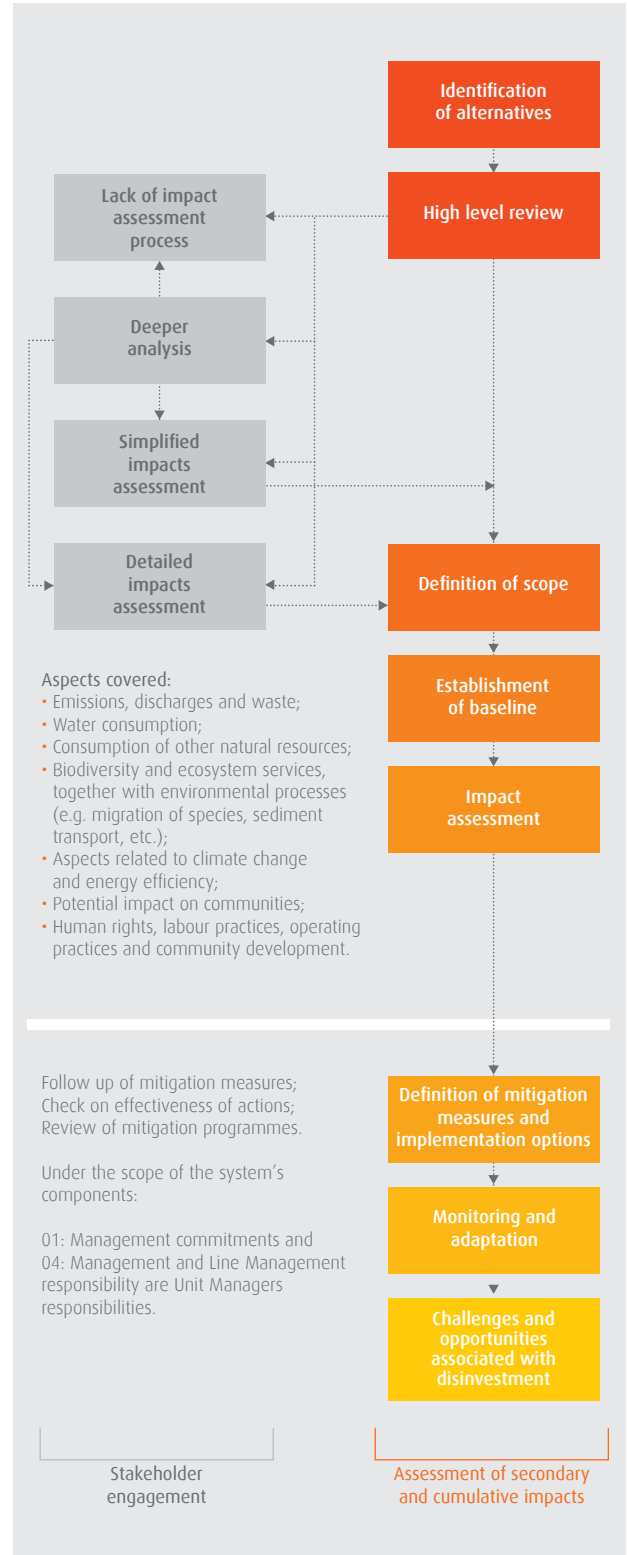 Identification
of alternatives
High level review
Lack of impact
assessment
process
Deeper
analysis
Simplified
impacts
assessment
Detailed
impacts
assessment
Definition of scope
Establishment
of baseline
Impact
assessment
Aspects covered:
• Emissions, discharges and waste;
• Water consumption;
• Consumption of other natural resources;
• Biodiversity and ecosystem services,
together with environmental processes
(e.g. migration of species, sediment
transport, etc.);
• Aspects related to climate change
and energy efficiency;
• Potential impact on communities;
• Human rights, labour practices, operating
practices and community development.
Follow up of mitigation measures;
Check on effectiveness of actions;
Review of mitigation programmes.
Under the scope of the system's
components:
01: Management commitments and
04: Management and Line Management
responsibility are Unit Managers
responsibilities.
Definition of mitigation
measures and
implementation options
Monitoring and
adaptation
Challenges and
opportunities
associated with
disinvestment
Stakeholder
engagement
Assessment of secondary
and cumulative impacts